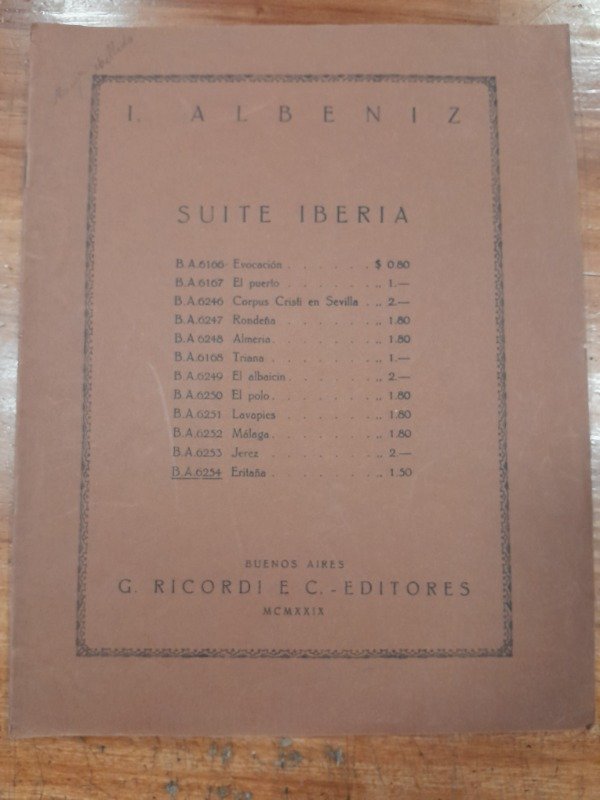 I. ALBENIZ
SUITE IBERIA
B.A.6166 Evocación . . . . . . . $ 0.80
B.A.6167 El puerto . . . . . . . ,, 1.—
B.A.6246 Corpus Cristi en Sevilla . ,, 2.—
B.A.6247 Rondeña . . . . . . . ,, 1.80
B.A.6248 Almeria . . . . . . . ,, 1.80
B.A.6168 Triana . . . . . . . ,, 1.—
B.A.6249 El albaicin . . . . . . ,, 2.—
B.A.6250 El polo . . . . . . . ,, 1.80
B.A.6251 Lavapies . . . . . . ,, 1.80
B.A.6252 Málaga . . . . . . . ,, 1.80
B.A.6253 Jerez . . . . . . . ,, 2.—
B.A.6254 Eritaña . . . . . . . ,, 1.50
BUENOS AIRES
G. RICORDI E C. - EDITORES
MCMXXIX